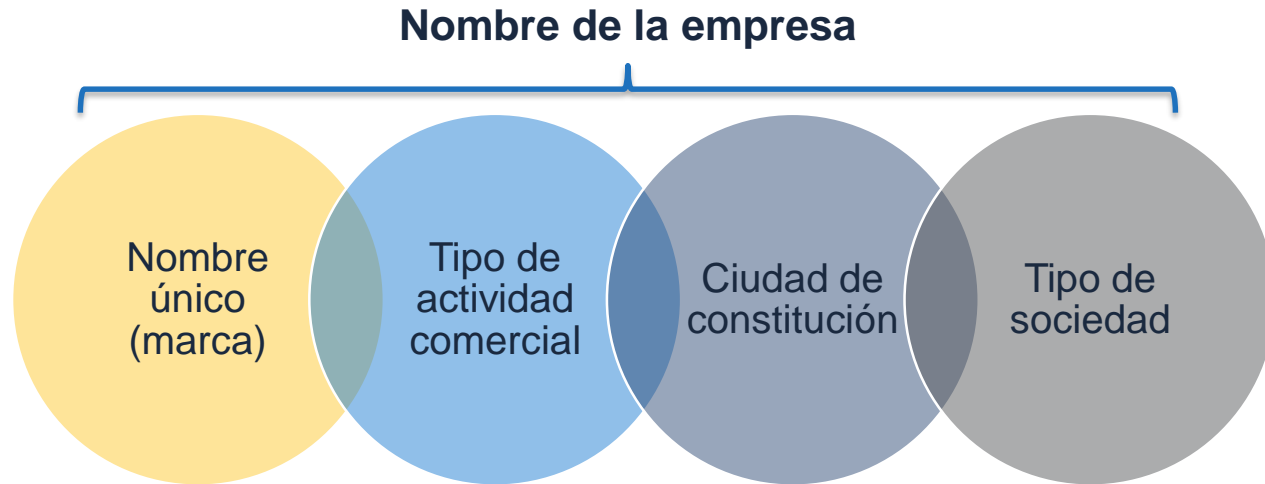 Nombre de la empresa
Nombre
único
(marca)
Tipo de
actividad
comercial
Ciudad de
constitución
Tipo de
sociedad